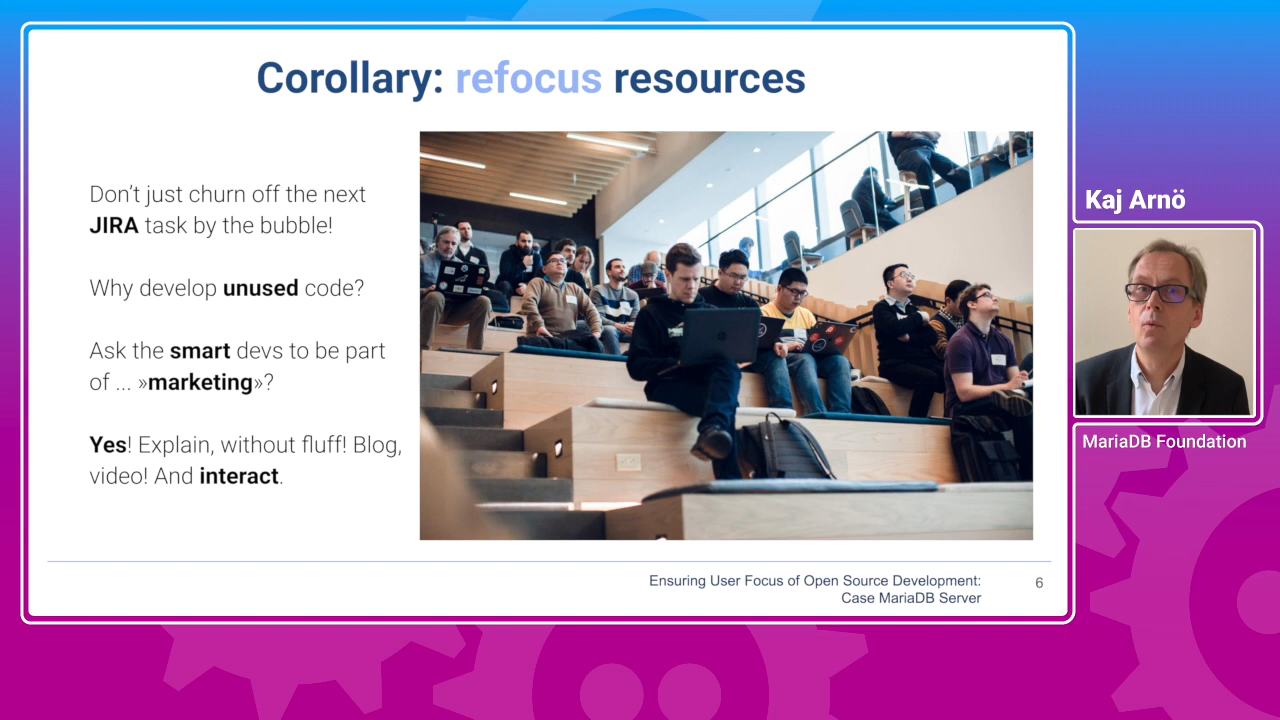 Corollary: refocus resources
Don’t just churn off the next
JIRA task by the bubble!
Why develop unused code?
Ask the smart devs to be part
of ... »marketing»?
Yes! Explain, without fluff! Blog,
video! And interact.
Ensuring User Focus of Open Source Development:
Case MariaDB Server
6
Kaj Arnö
MariaDB Foundation